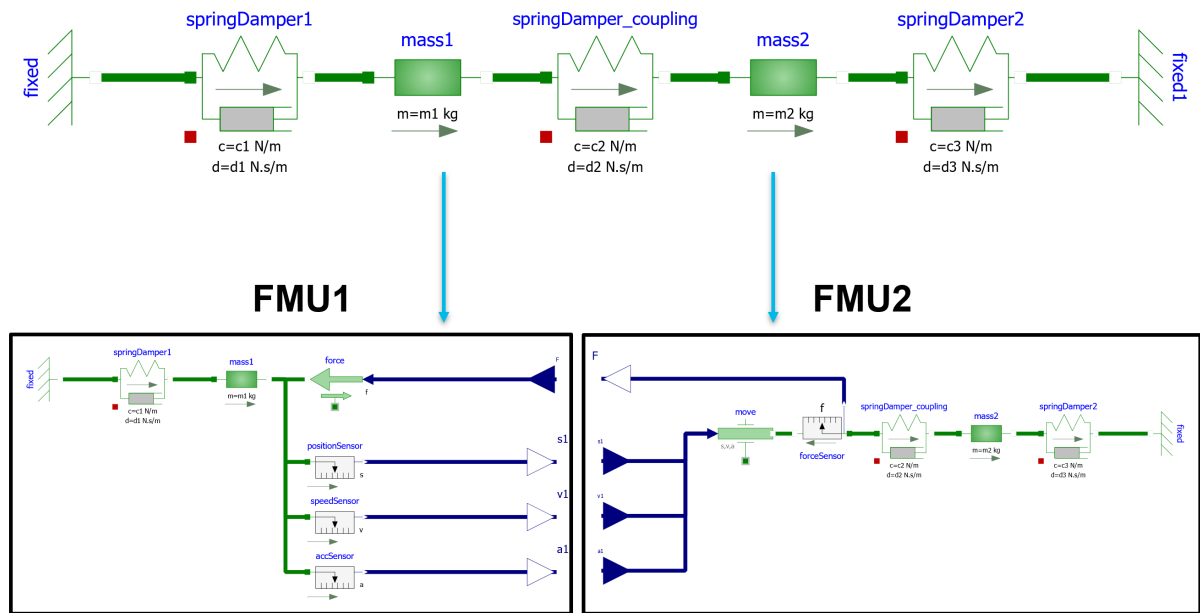 springDamper1
springDamper_coupling
springDamper2
mass1
mass2
fixed
fixed1
m=m1 kg
m=m2 kg
c=c1 N/m
d=d1 N.s/m
c=c2 N/m
d=d2 N.s/m
c=c3 N/m
d=d3 N.s/m
FMU1
FMU2
springDamper1
mass1
force
F
fixed
f
m=m1 kg
c=c1 N/m
d=d1 N.s/m
positionSensor
s
s1
speedSensor
v
v1
accSensor
a
a1
F
move
f
springDamper_coupling
mass2
springDamper2
fixed
s,v,a
forceSensor
m=m2 kg
c=c2 N/m
d=d2 N.s/m
c=c3 N/m
d=d3 N.s/m
s1
v1
a1